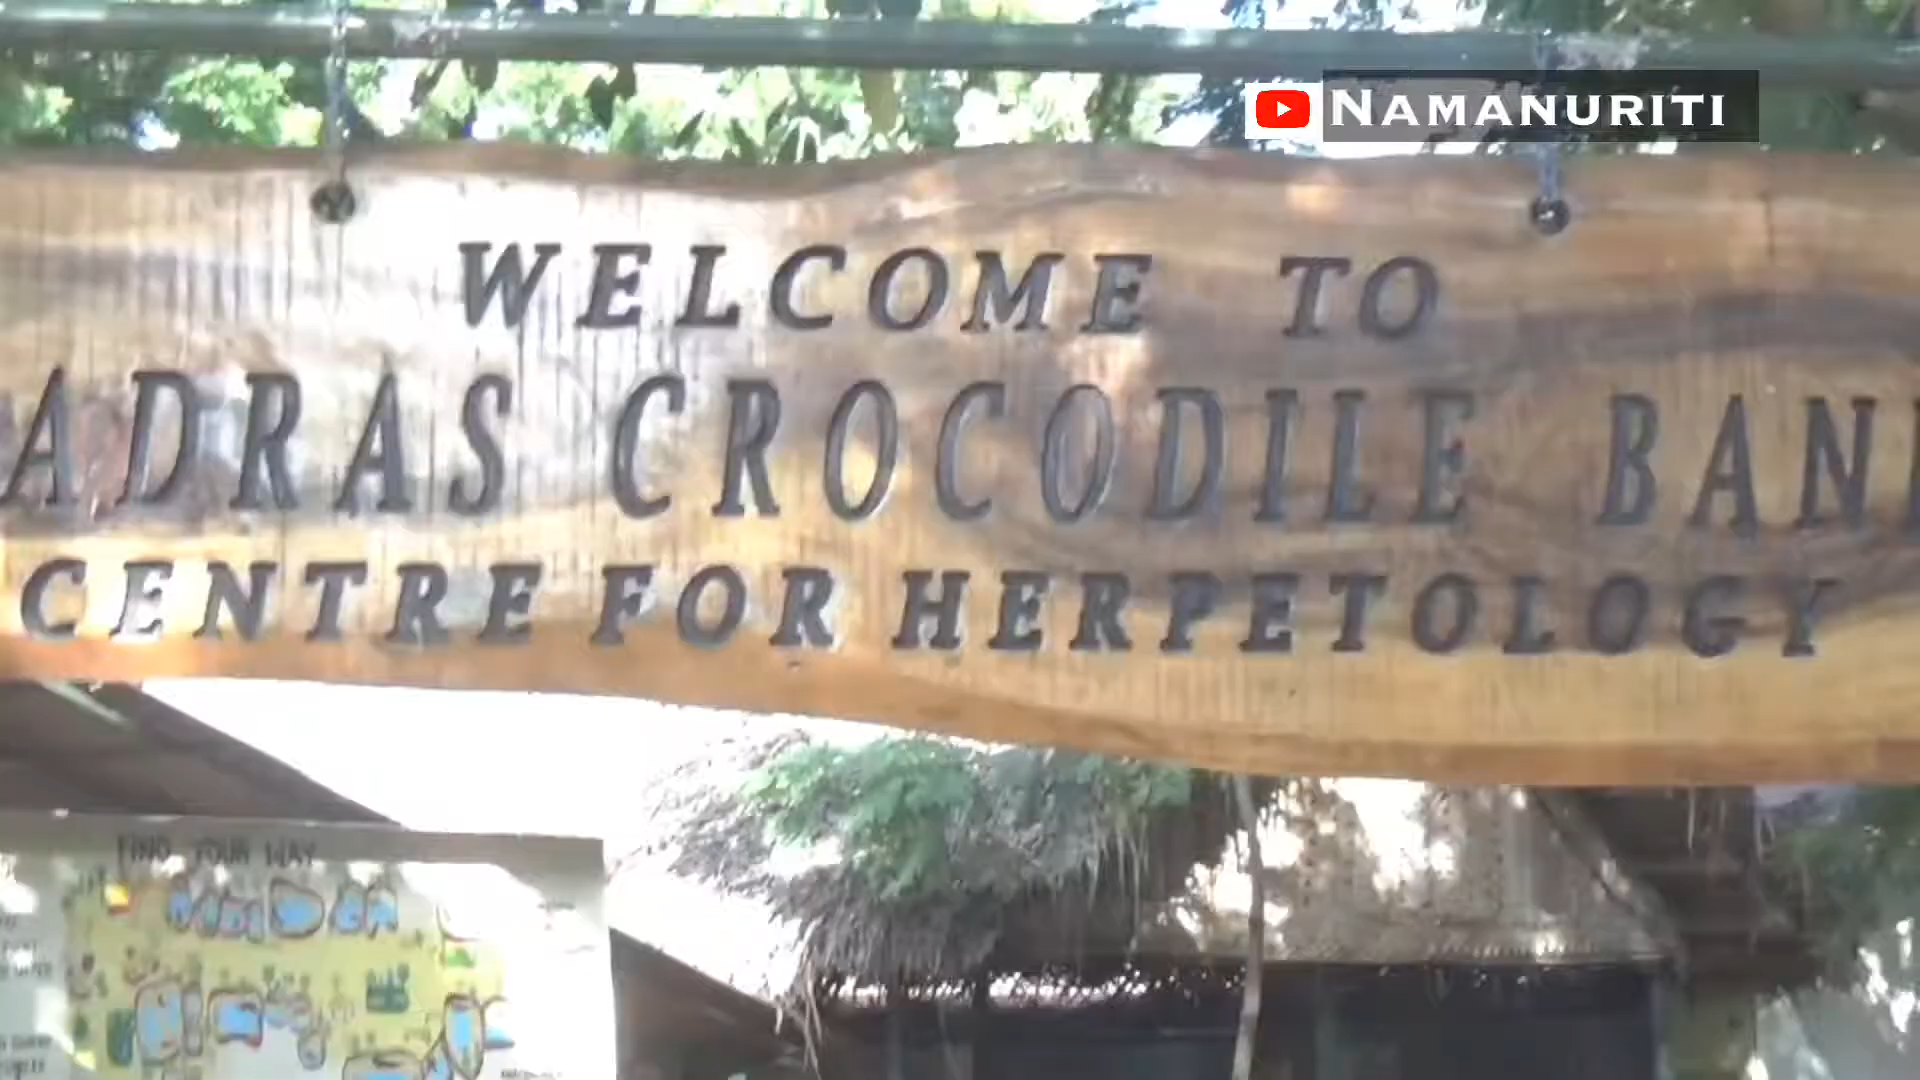 NAMANURITI
WELCOME TO
ADRAS CROCODILE BAN
CENTRE FOR HERPETOLOGY
FIND YOUR WAY